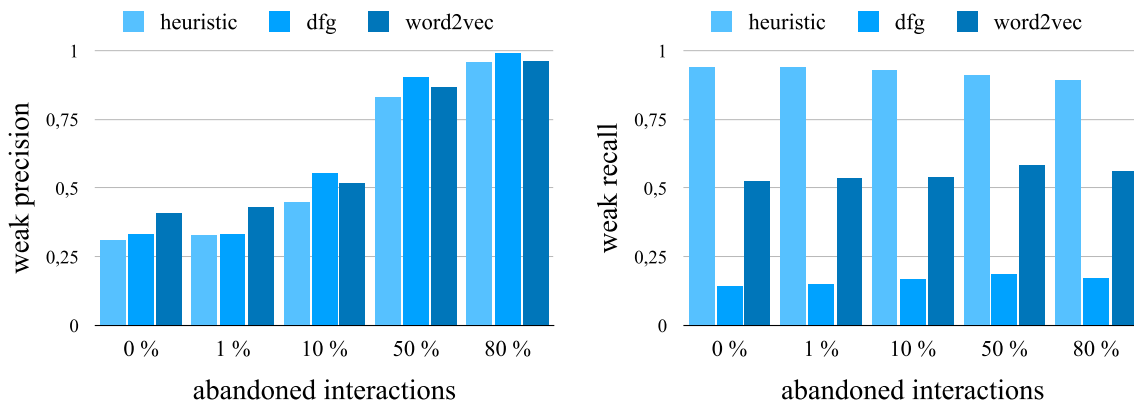 heuristic dfg word2vec
1
0,75
0,5
0,25
0
weak precision
0 % 1 % 10 % 50 % 80 %
abandoned interactions
heuristic dfg word2vec
1
0,75
0,5
0,25
0
weak recall
0 % 1 % 10 % 50 % 80 %
abandoned interactions